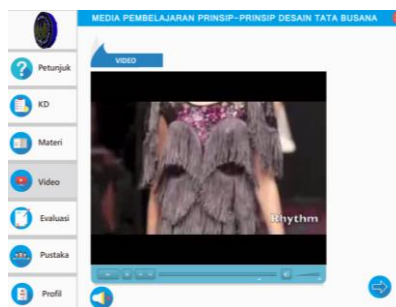 MEDIA PEMBELAJARAN PRINSIP-PRINSIP DESAIN TATA BUSANA
VIDEO
Petunjuk
KD
Materi
Video
Evaluasi
Pustaka
Profil
Rhythm